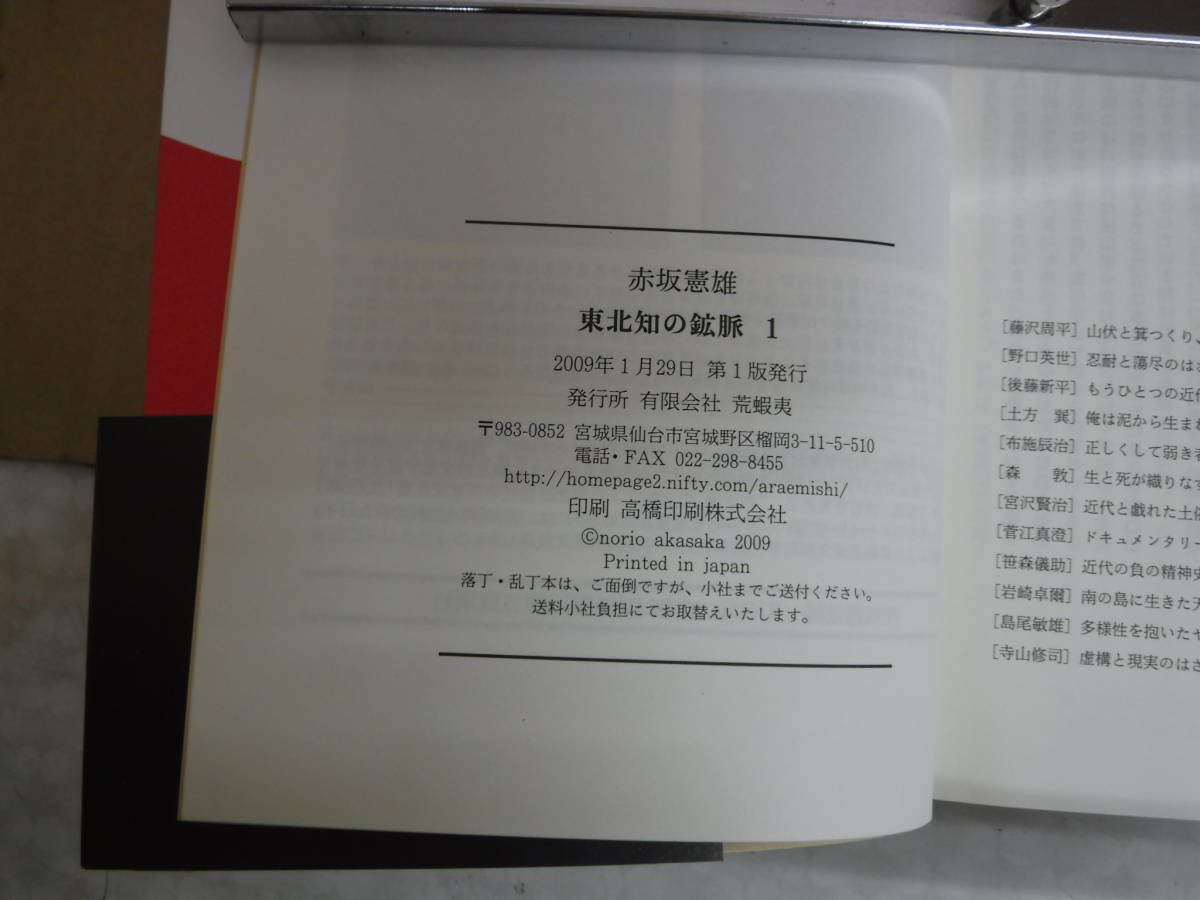 赤坂憲雄
東北知の鉱脈 1
2009年1月29日 第1版発行
発行所 有限会社 荒蝦夷
〒983-0852 宮城県仙台市宮城野区榴岡3-11-5-510
電話・FAX 022-298-8455
http://homepage2.nifty.com/araemishi/
印刷 高橋印刷株式会社
©norio akasaka 2009
Printed in japan
落丁・乱丁本は、ご面倒ですが、小社までご送付ください。
送料小社負担にてお取替えいたします。
［藤沢周平］山伏と箕つくり、
［野口英世］忍耐と蕩尽のはざ
［後藤新平］もうひとつの近代
［土方 巽］俺は泥から生まれ
［布施辰治］正しくして弱き者
［森 敦］生と死が織りなす
［宮沢賢治］近代と戯れた土俗
［菅江真澄］ドキュメンタリー
［笹森儀助］近代の負の精神史
［岩崎卓爾］南の島に生きた天
［島尾敏雄］多様性を抱いたヤ
［寺山修司］虚構と現実のはざ